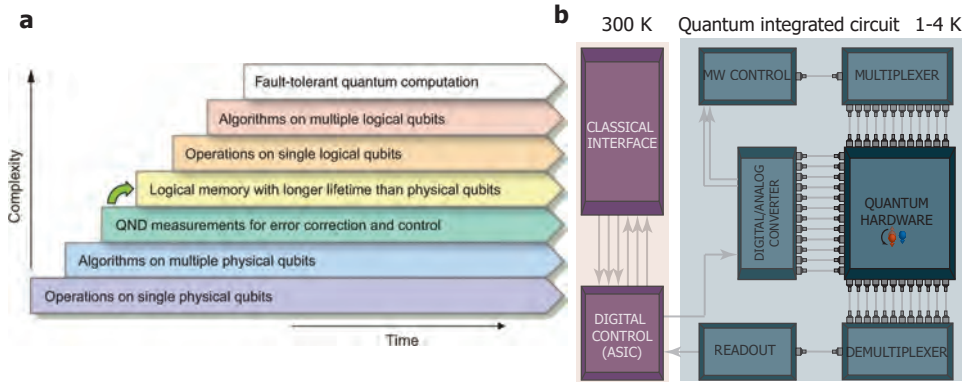 a
Complexity
Fault-tolerant quantum computation
Algorithms on multiple logical qubits
Operations on single logical qubits
Logical memory with longer lifetime than physical qubits
QND measurements for error correction and control
Algorithms on multiple physical qubits
Operations on single physical qubits
Time
b
300 K
Quantum integrated circuit 1-4 K
CLASSICAL
INTERFACE
DIGITAL
CONTROL
(ASIC)
MW CONTROL
MULTIPLEXER
DIGITAL/ANALOG
CONVERTER
QUANTUM
HARDWARE
READOUT
DEMULTIPLEXER